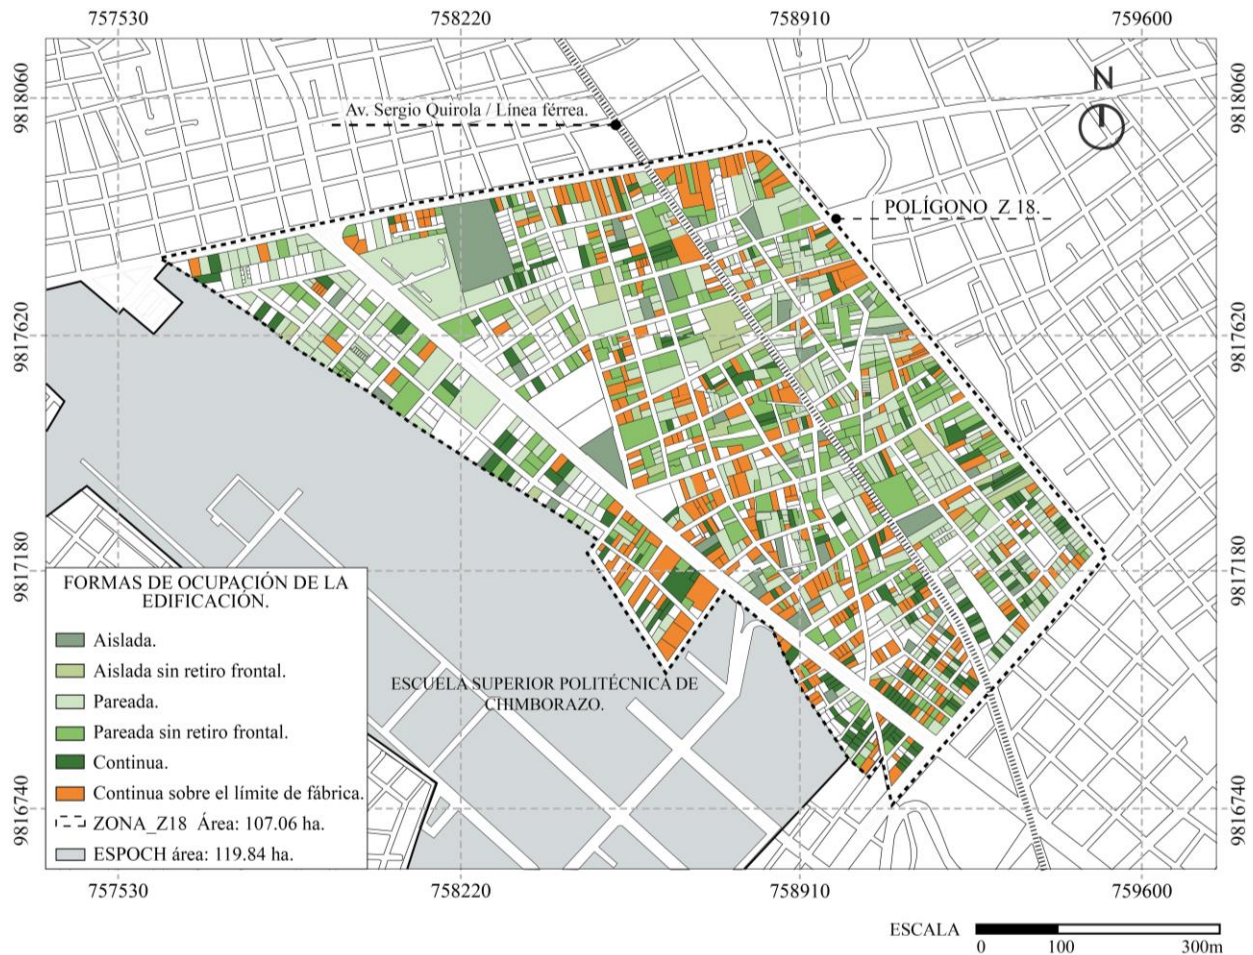 757530
758220
758910
759600
9818060
N
9818060
Av. Sergio Quirola / Línea férrea.
POLÍGONO Z 18.
9817620
9817620
9817180
9817180
FORMAS DE OCUPACIÓN DE LA
EDIFICACIÓN.
Aislada.
Aislada sin retiro frontal.
Pareada.
Pareada sin retiro frontal.
Continua.
Continua sobre el límite de fábrica.
ZONA_Z18 Área: 107.06 ha.
ESPOCH área: 119.84 ha.
ESCUELA SUPERIOR POLITÉCNICA DE
CHIMBORAZO.
9816740
9816740
757530
758220
758910
759600
ESCALA
0
100
300m